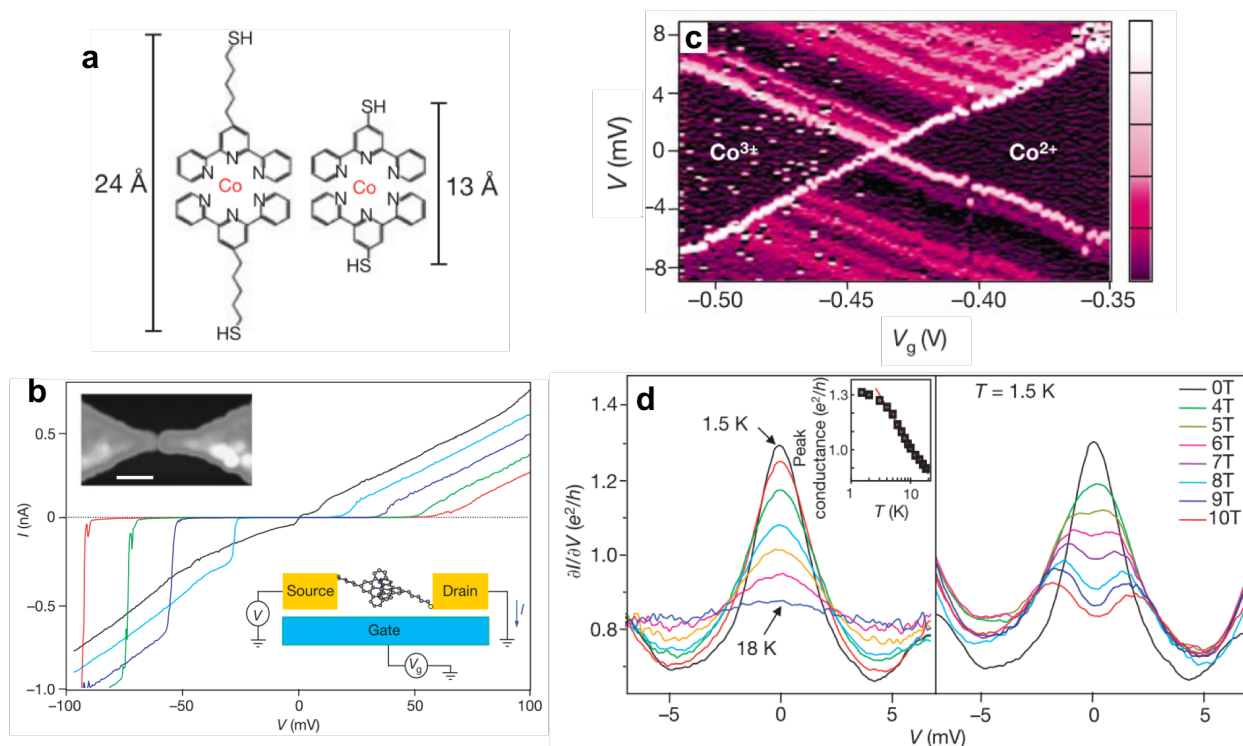 a
SH
N
N
N
Co
N
N
N
HS
24 Å
SH
N
N
N
Co
N
N
N
HS
13 Å
c
8
4
0
−4
−8
V (mV)
Co3+
Co2+
−0.50
−0.45
−0.40
−0.35
Vg (V)
b
0.5
0
−0.5
−1.0
I (nA)
Source
Drain
Gate
V
I
Vg
−100
−50
0
50
100
V (mV)
d
1.4
1.2
1.0
0.8
∂I/∂V (e2/h)
1.5 K
18 K
Peak
conductance (e2/h)
1.3
1.0
1
10
T (K)
T = 1.5 K
0T
4T
5T
6T
7T
8T
9T
10T
−5
0
5
−5
0
5
V (mV)